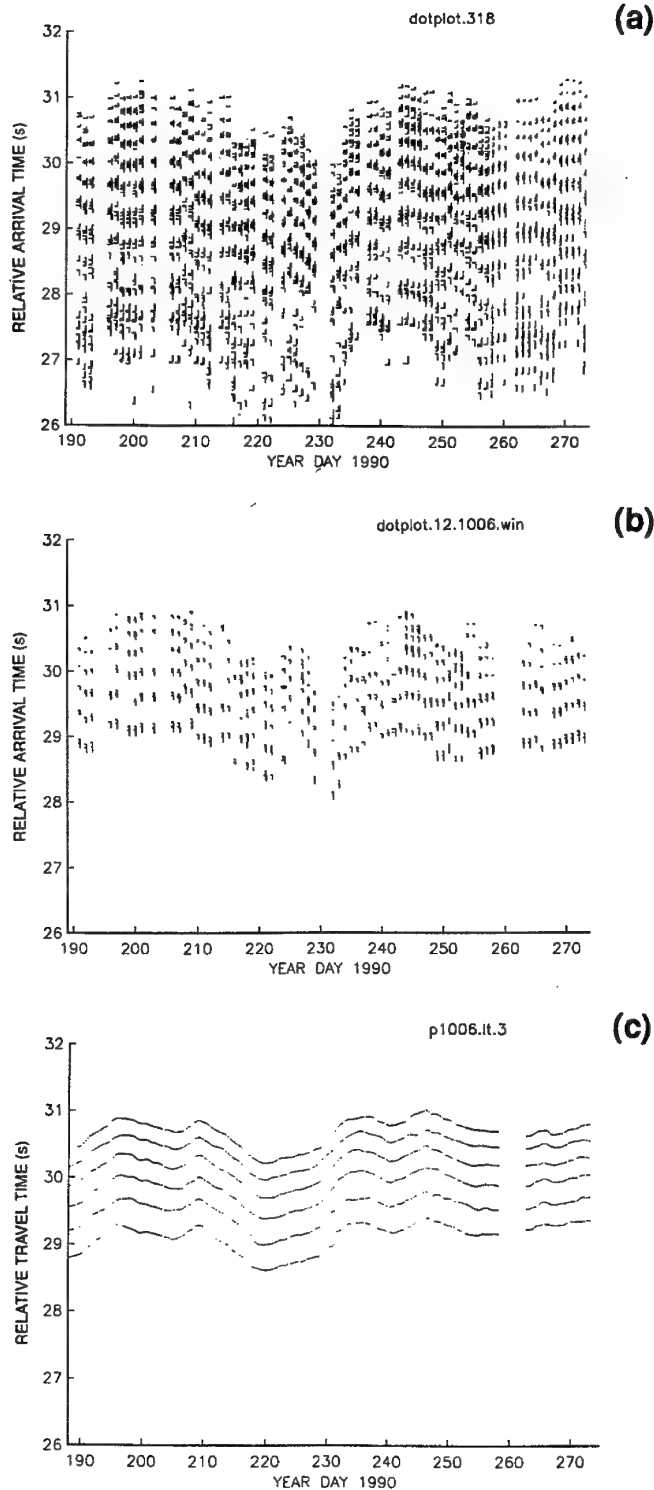 dotplot.318
(a)
RELATIVE ARRIVAL TIME (s)
32
31
30
29
28
27
26
190 200 210 220 230 240 250 260 270
YEAR DAY 1990
dotplot.12.1006.win
(b)
RELATIVE ARRIVAL TIME (s)
32
31
30
29
28
27
26
190 200 210 220 230 240 250 260 270
YEAR DAY 1990
p1006.lt.3
(c)
RELATIVE TRAVEL TIME (s)
32
31
30
29
28
27
26
190 200 210 220 230 240 250 260 270
YEAR DAY 1990